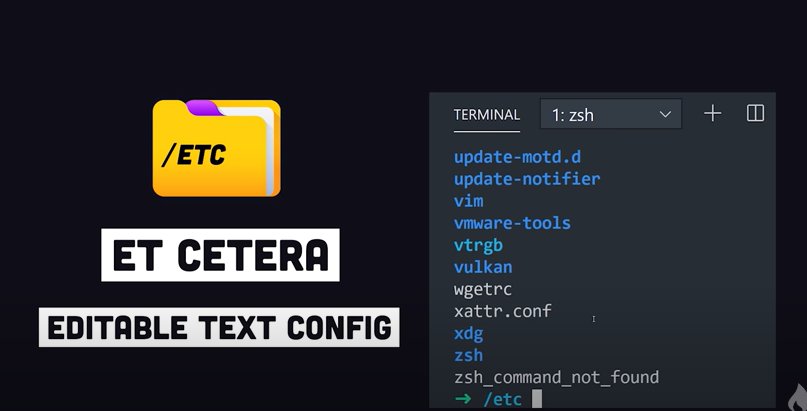 /ETC
ET CETERA
EDITABLE TEXT CONFIG
TERMINAL 1: zsh
update-motd.d
update-notifier
vim
vmware-tools
vtrgb
vulkan
wgetrc
xattr.conf
xdg
zsh
zsh_command_not_found
→ /etc